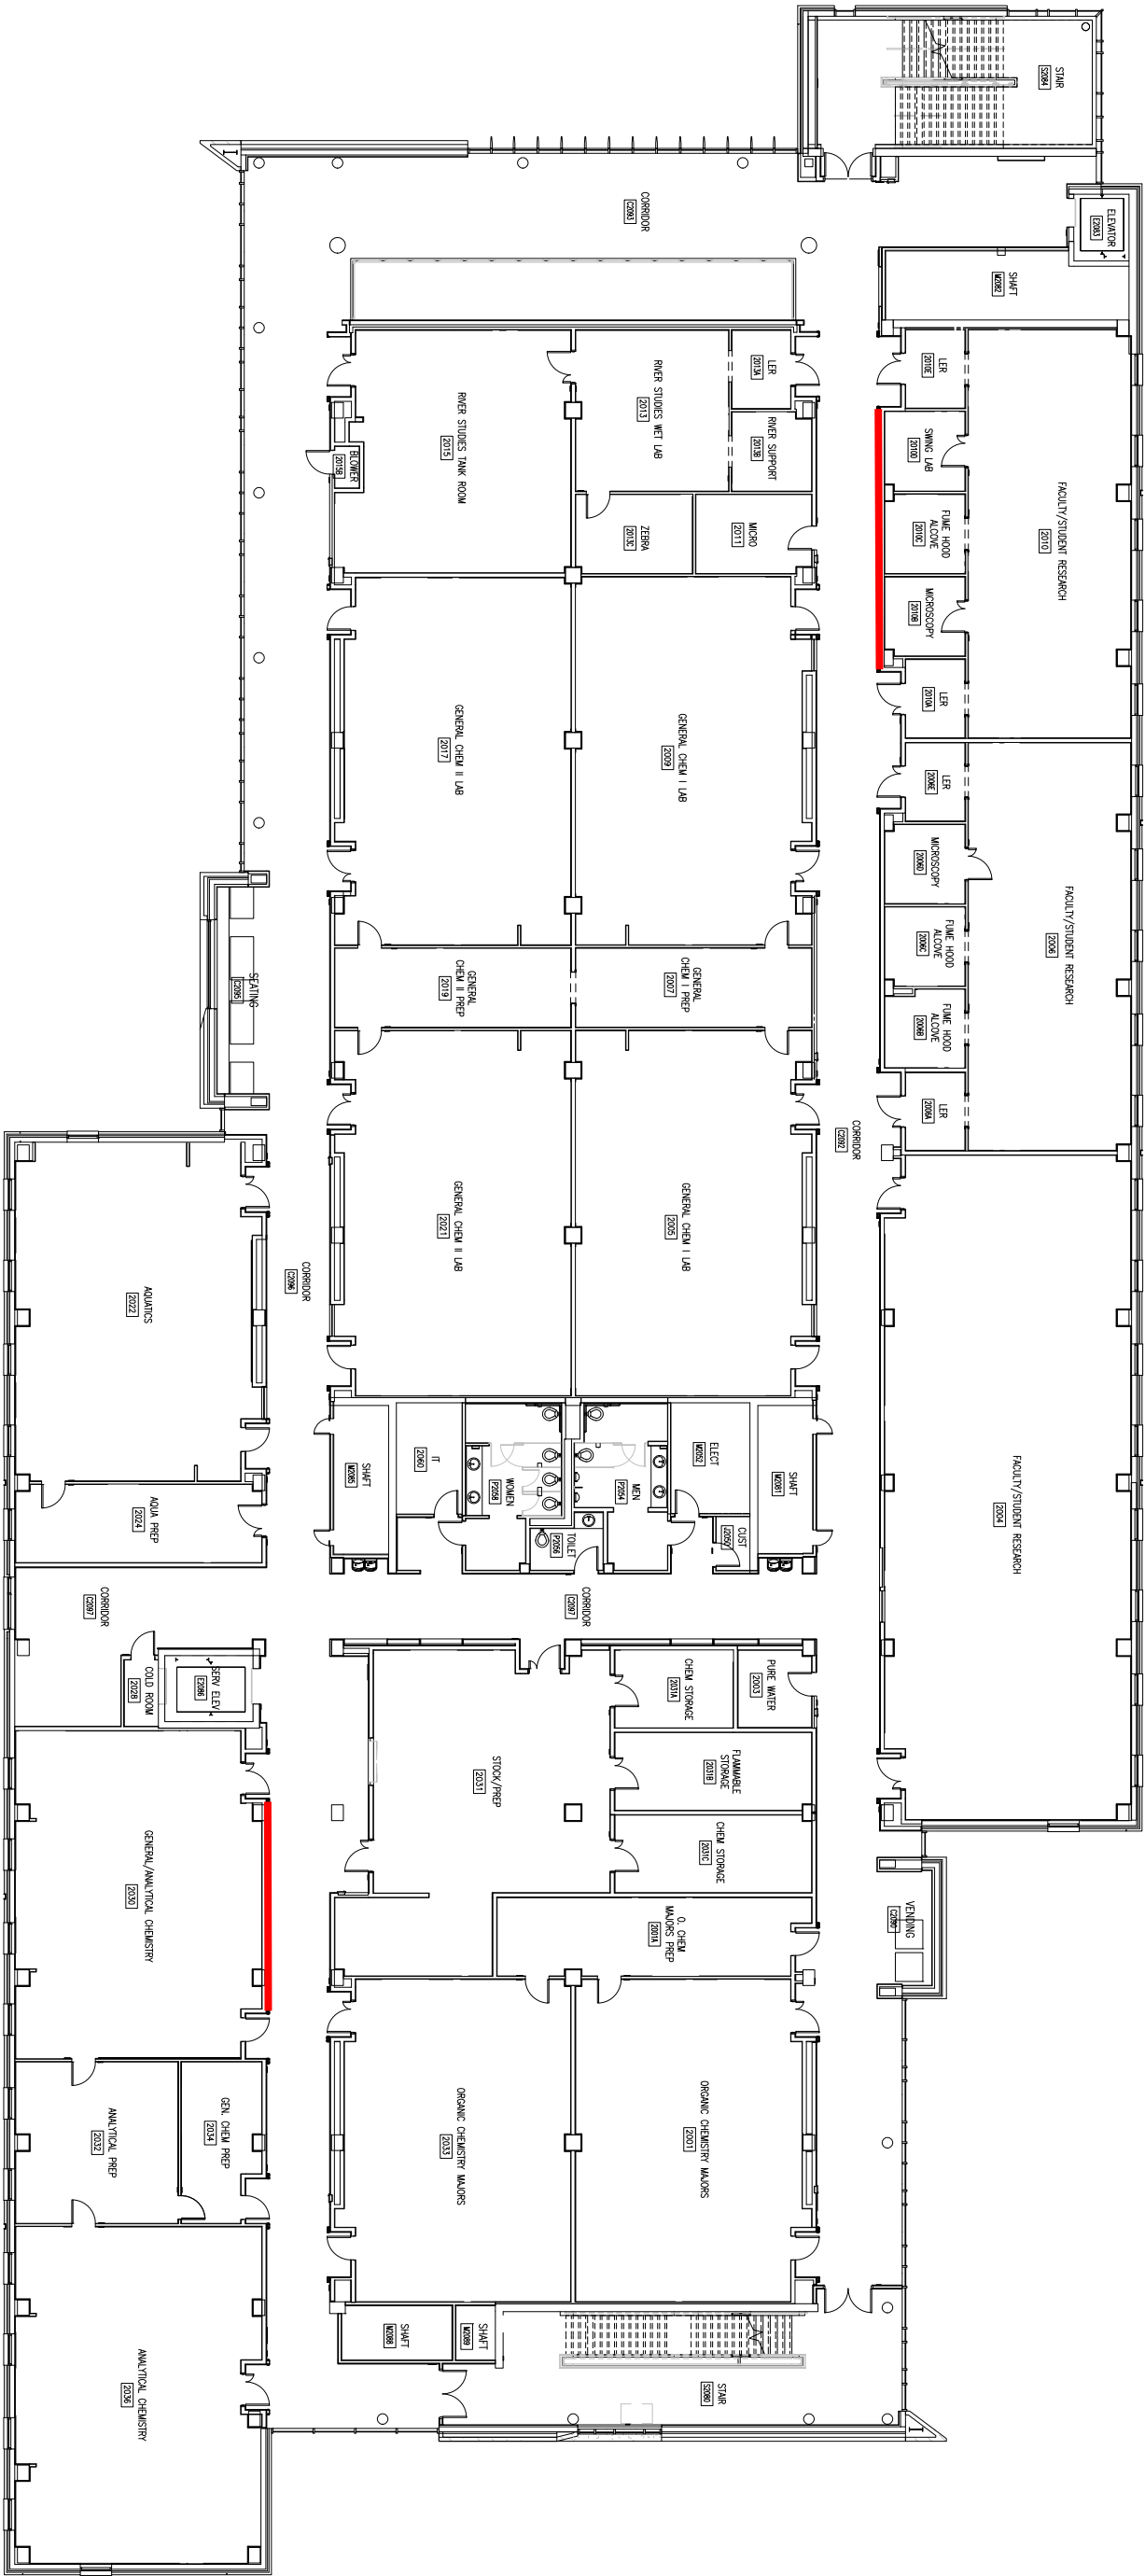 STAIR
S2084
ELEVATOR
E2083
SHAFT
M2082
CORRIDOR
C2093
LER
2010E
SWING LAB
2010D
FUME HOOD
ALCOVE
2010C
MICROSCOPY
2010B
LER
2010A
FACULTY/STUDENT RESEARCH
2010
LER
2006E
MICROSCOPY
2006D
FUME HOOD
ALCOVE
2006C
FUME HOOD
ALCOVE
2006B
LER
2006A
FACULTY/STUDENT RESEARCH
2006
FACULTY/STUDENT RESEARCH
2004
VENDING
C2090
CORRIDOR
C2092
LER
2013A
RIVER SUPPORT
2013B
RIVER STUDIES WET LAB
2013
MICRO
2011
ZEBRA
2013C
RIVER STUDIES TANK ROOM
2015
BLOWER
2015B
GENERAL CHEM I LAB
2009
GENERAL CHEM II LAB
2017
GENERAL
CHEM I PREP
2007
GENERAL
CHEM II PREP
2019
GENERAL CHEM I LAB
2005
GENERAL CHEM II LAB
2021
SHAFT
M2081
ELECT
M2052
CUST
J2050
MEN
P2054
TOILET
P2056
WOMEN
P2058
IT
2060
SHAFT
M2085
CORRIDOR
C2097
PURE WATER
2003
CHEM STORAGE
2031A
FLAMMABLE
STORAGE
2031B
CHEM STORAGE
2031C
STOCK/PREP
2031
O. CHEM
MAJORS PREP
2001A
ORGANIC CHEMISTRY MAJORS
2001
ORGANIC CHEMISTRY MAJORS
2033
SHAFT
M2089
SHAFT
M2088
STAIR
S2080
SEATING
C2095
CORRIDOR
C2096
AQUATICS
2022
AQUA PREP
2024
CORRIDOR
C2097
SERV ELEV
E2086
COLD ROOM
2028
GENERAL/ANALYTICAL CHEMISTRY
2030
GEN. CHEM PREP
2034
ANALYTICAL PREP
2032
ANALYTICAL CHEMISTRY
2036